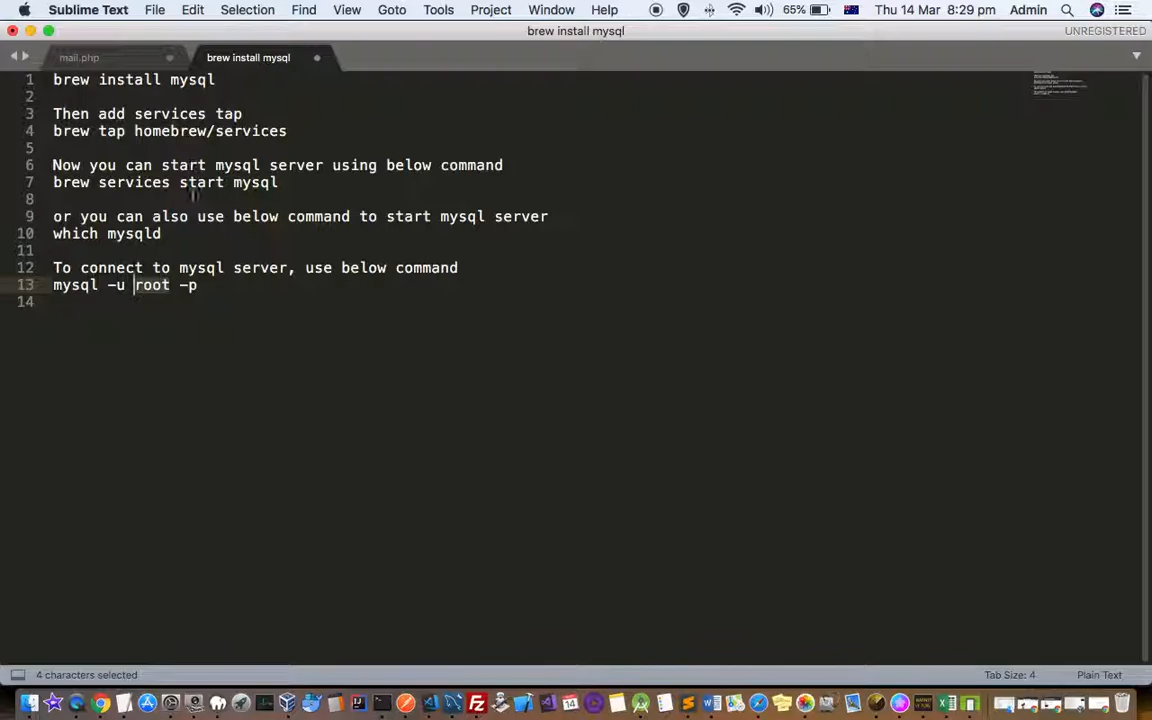 Sublime Text File Edit Selection Find View Goto Tools Project Window Help 65% Thu 14 Mar 8:29 pm Admin
brew install mysql UNREGISTERED
mail.php brew install mysql
1 brew install mysql
2
3 Then add services tap
4 brew tap homebrew/services
5
6 Now you can start mysql server using below command
7 brew services start mysql
8
9 or you can also use below command to start mysql server
10 which mysqld
11
12 To connect to mysql server, use below command
13 mysql -u root -p
14
4 characters selected Tab Size: 4 Plain Text